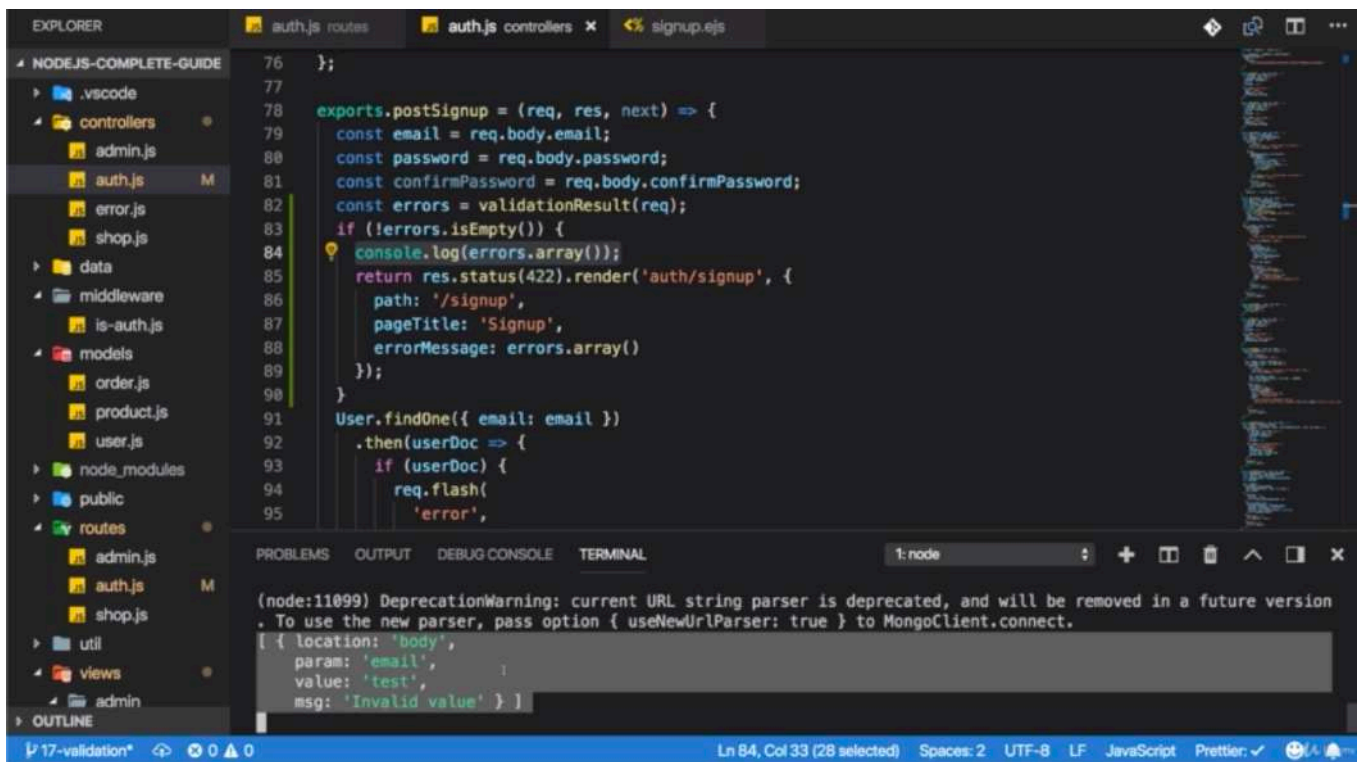 EXPLORER
auth.js routes
auth.js controllers ×
<% signup.ejs
NODEJS-COMPLETE-GUIDE
.vscode
controllers
admin.js
auth.js M
error.js
shop.js
data
middleware
is-auth.js
models
order.js
product.js
user.js
node_modules
public
routes
admin.js
auth.js M
shop.js
util
views
admin
OUTLINE
76 };
77
78 exports.postSignup = (req, res, next) => {
79 const email = req.body.email;
80 const password = req.body.password;
81 const confirmPassword = req.body.confirmPassword;
82 const errors = validationResult(req);
83 if (!errors.isEmpty()) {
84 console.log(errors.array());
85 return res.status(422).render('auth/signup', {
86 path: '/signup',
87 pageTitle: 'Signup',
88 errorMessage: errors.array()
89 });
90 }
91 User.findOne({ email: email })
92 .then(userDoc => {
93 if (userDoc) {
94 req.flash(
95 'error',
PROBLEMS OUTPUT DEBUG CONSOLE TERMINAL 1: node
(node:11099) DeprecationWarning: current URL string parser is deprecated, and will be removed in a future version
. To use the new parser, pass option { useNewUrlParser: true } to MongoClient.connect.
[ { location: 'body',
param: 'email',
value: 'test',
msg: 'Invalid value' } ]
17-validation* 0 0 Ln 84, Col 33 (28 selected) Spaces: 2 UTF-8 LF JavaScript Prettier: ✓